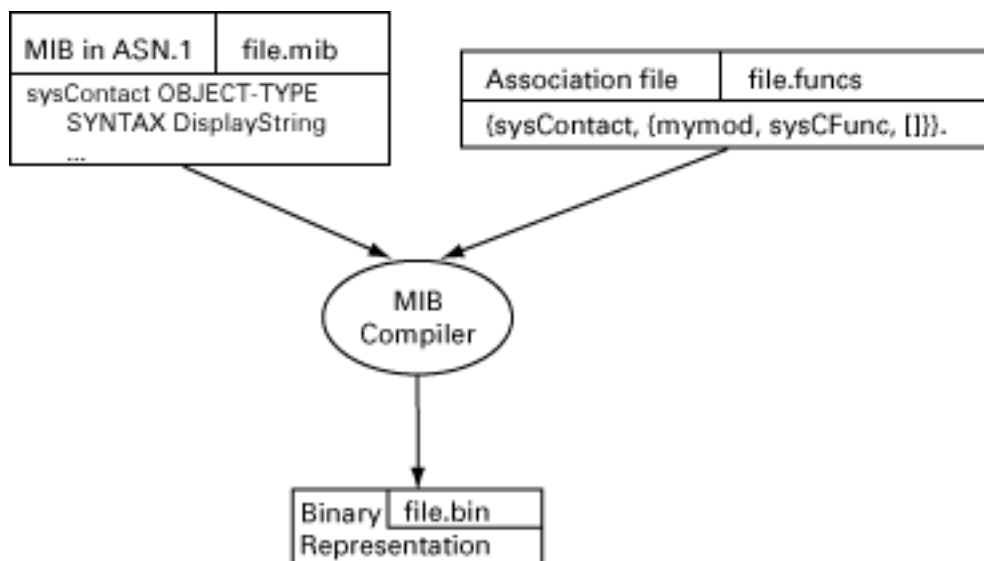 MIB in ASN.1 file.mib
sysContact OBJECT-TYPE
SYNTAX DisplayString
...
Association file file.funcs
{sysContact, {mymod, sysCFunc, []}}.
MIB
Compiler
Binary file.bin
Representation